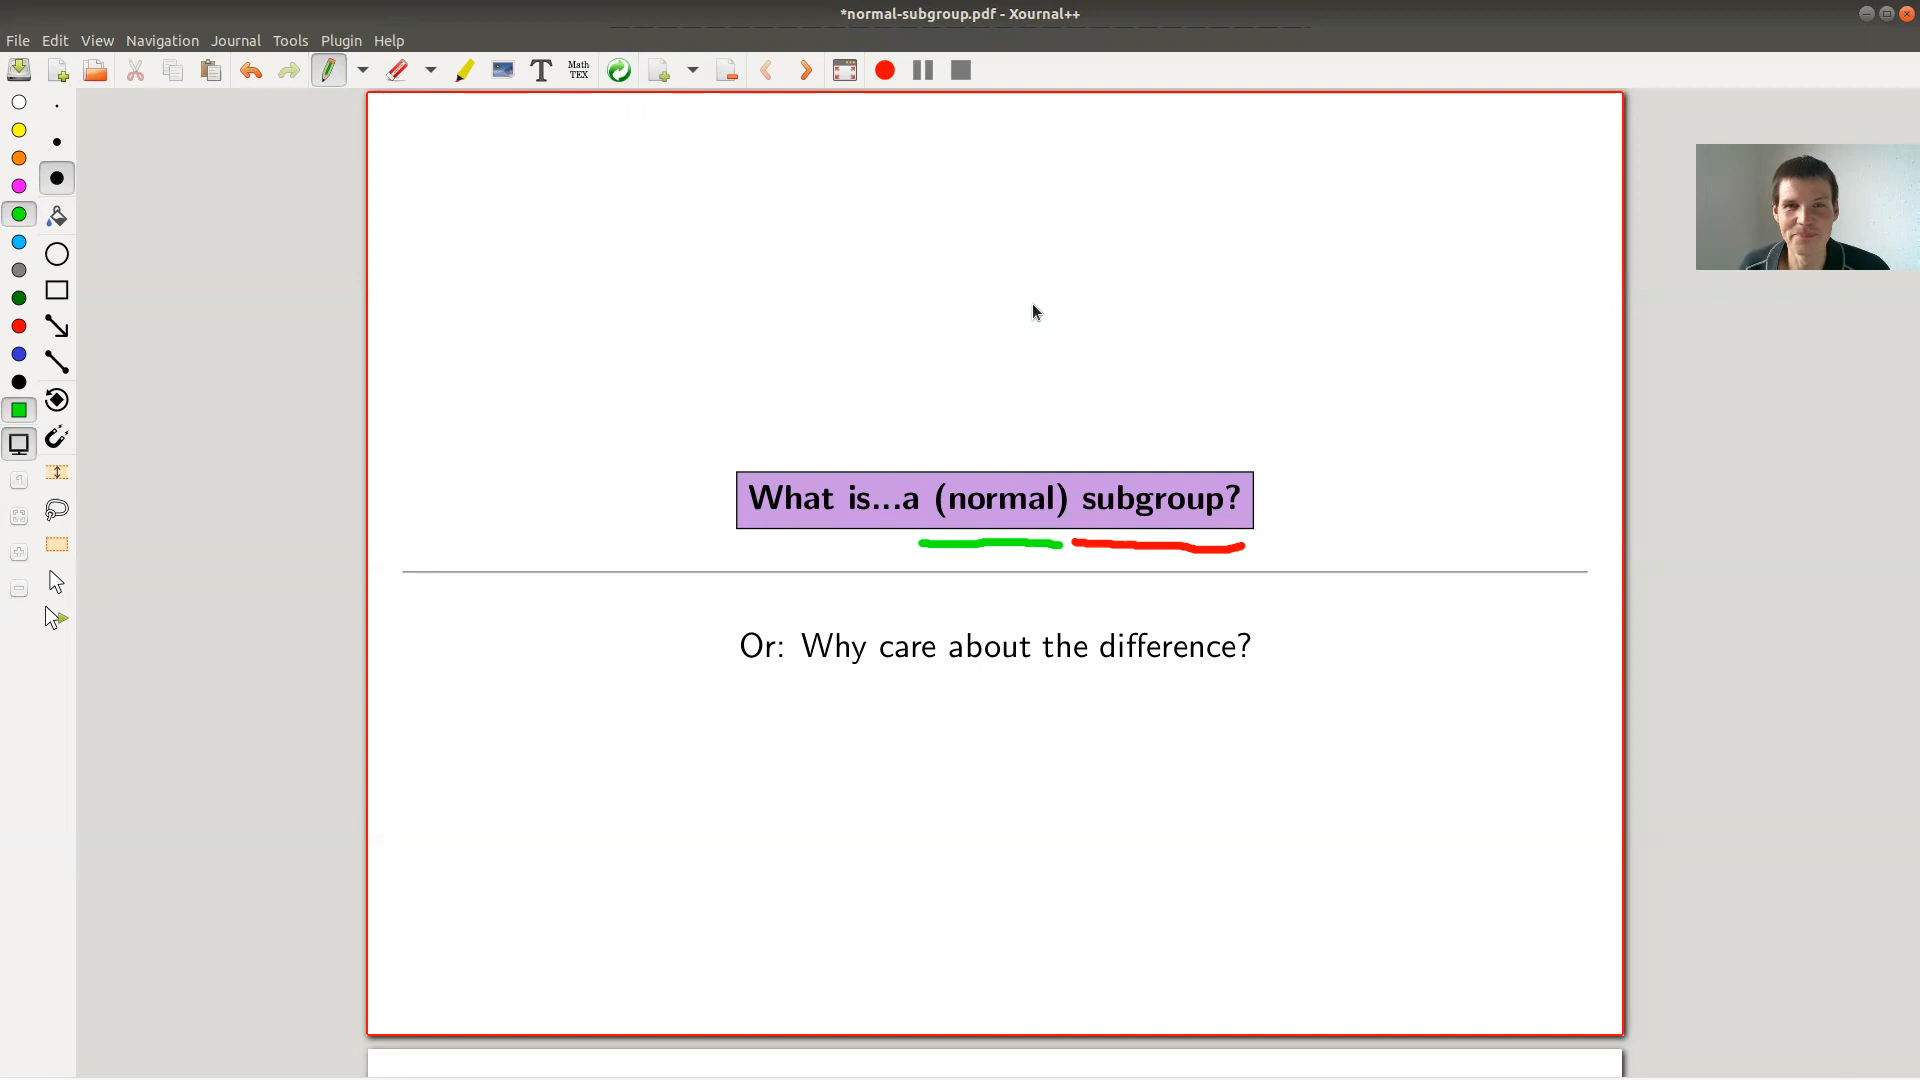 *normal-subgroup.pdf - Xournal++
File Edit View Navigation Journal Tools Plugin Help
Math
TEX
What is...a (normal) subgroup?
Or: Why care about the difference?